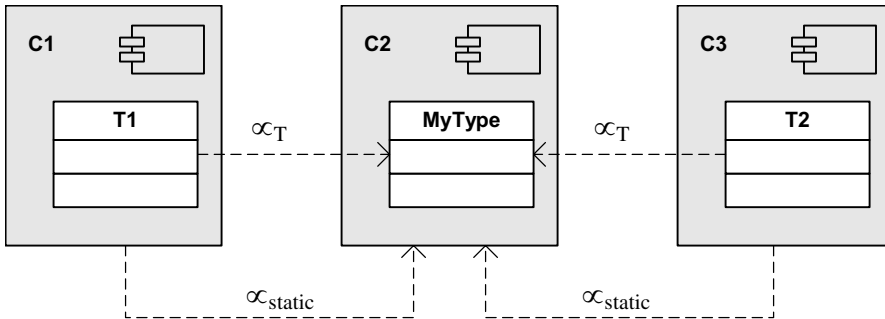 C1
C2
C3
T1
MyType
T2
∝T
∝T
∝static
∝static